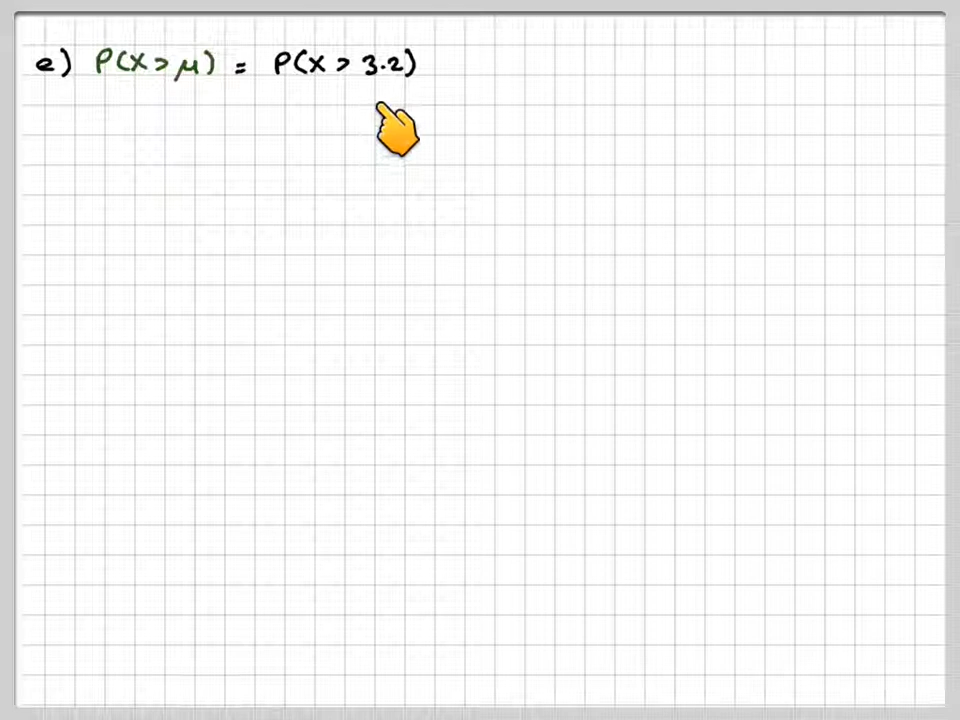 e) P(X > μ) = P(X > 3.2)